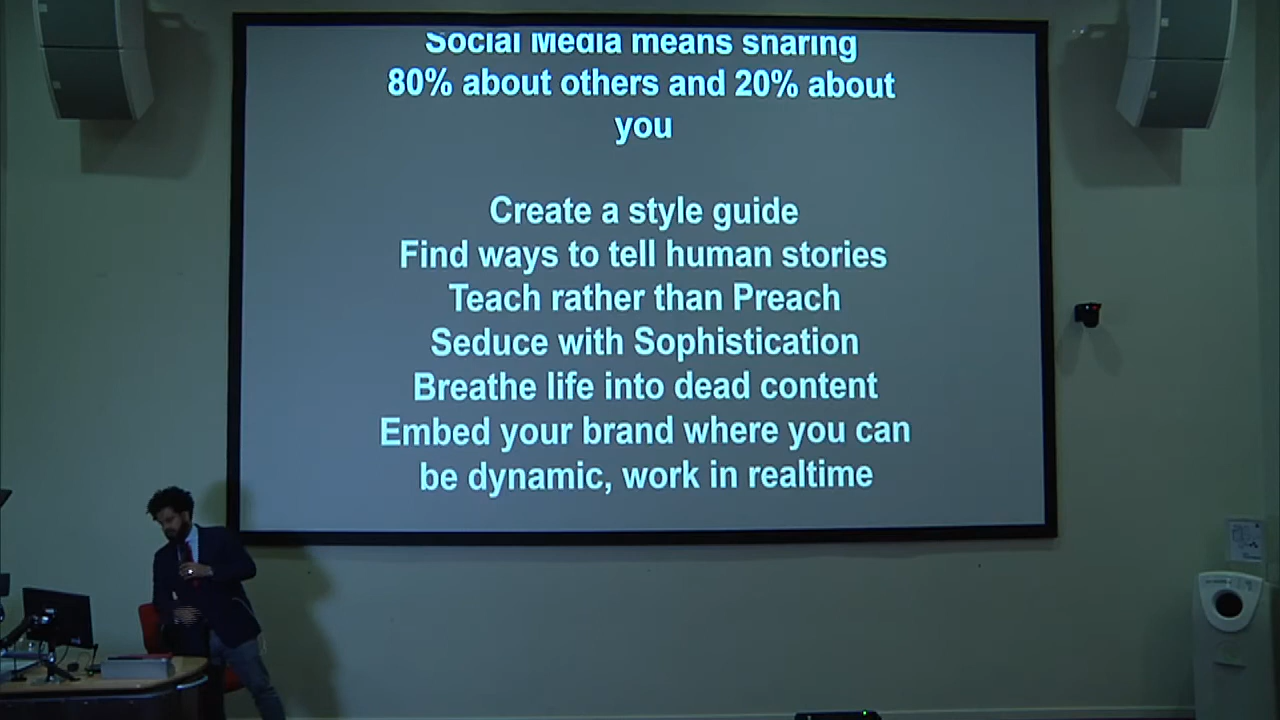 Social Media means sharing
80% about others and 20% about
you
Create a style guide
Find ways to tell human stories
Teach rather than Preach
Seduce with Sophistication
Breathe life into dead content
Embed your brand where you can
be dynamic, work in realtime